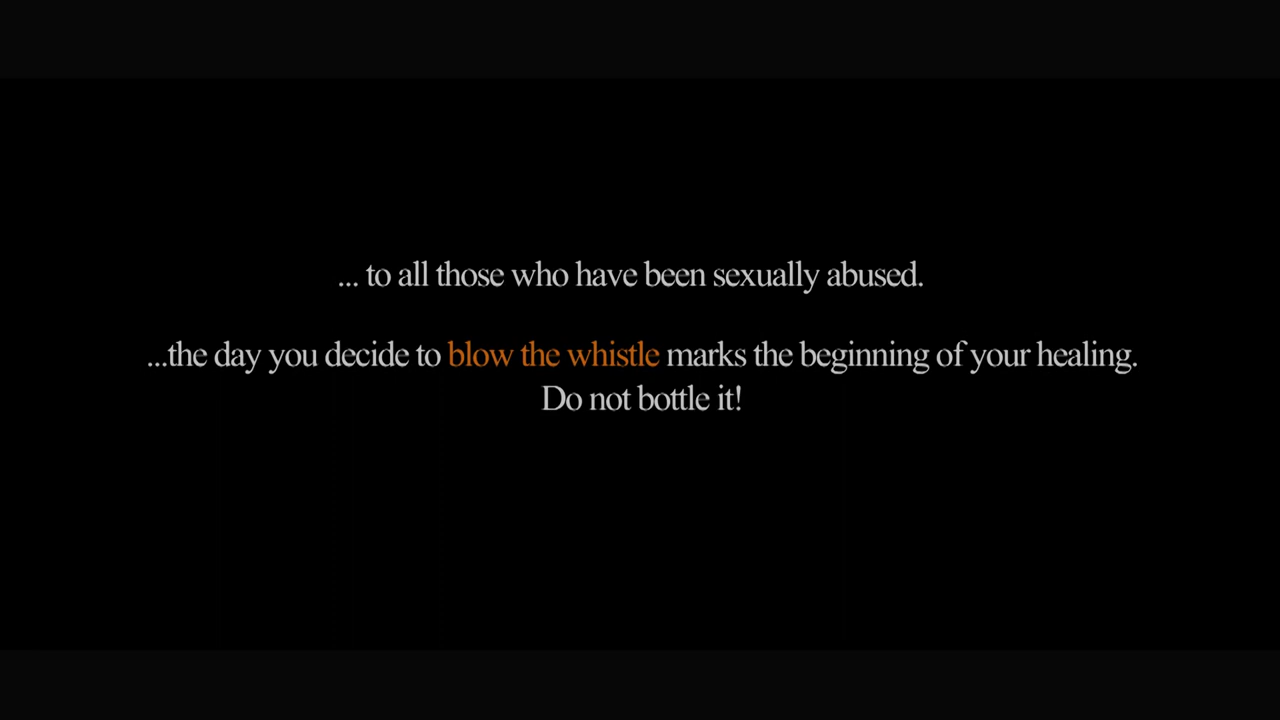 ... to all those who have been sexually abused.
...the day you decide to blow the whistle marks the beginning of your healing.
Do not bottle it!